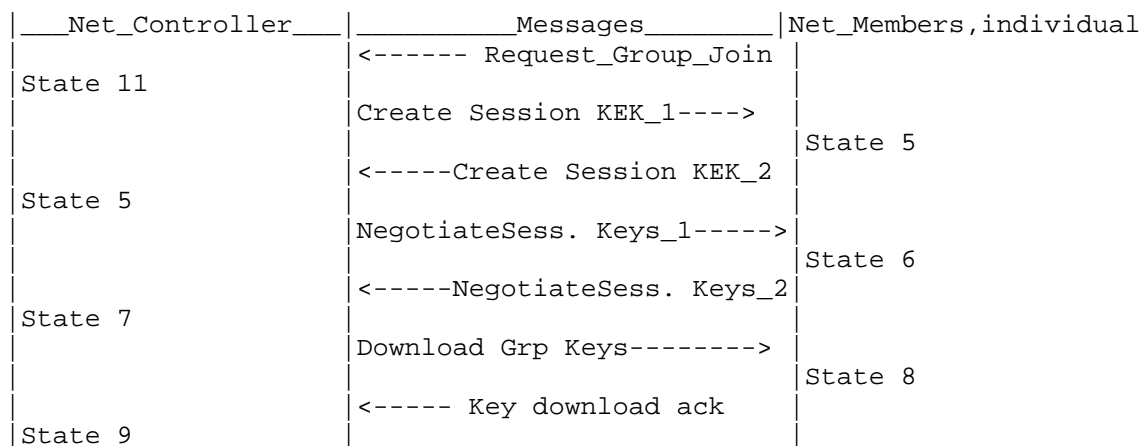 |___Net_Controller___|__________Messages________|Net_Members,individual
|                    |<------ Request_Group_Join |
|State 11            |                           |
|                    |Create Session KEK_1---->  |
|                    |                           |State 5
|                    |<-----Create Session KEK_2 |
|State 5             |                           |
|                    |NegotiateSess. Keys_1----->|
|                    |                           |State 6
|                    |<-----NegotiateSess. Keys_2|
|State 7             |                           |
|                    |Download Grp Keys--------> |
|                    |                           |State 8
|                    |<----- Key download ack    |
|State 9             |                           |